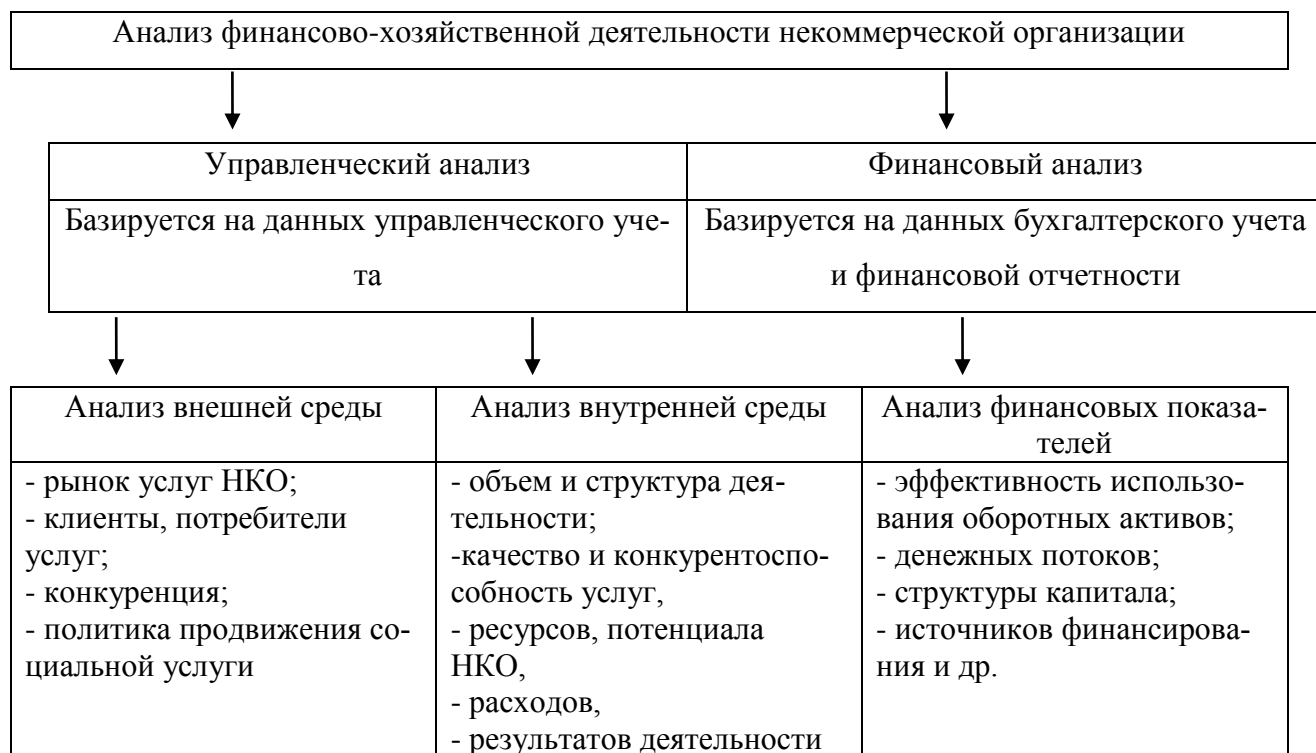 Анализ финансово-хозяйственной деятельности некоммерческой организации
Управленческий анализ
Финансовый анализ
Базируется на данных управленческого уче-
та
Базируется на данных бухгалтерского учета
и финансовой отчетности
Анализ внешней среды
- рынок услуг НКО;
- клиенты, потребители
услуг;
- конкуренция;
- политика продвижения со-
циальной услуги
Анализ внутренней среды
- объем и структура дея-
тельности;
-качество и конкурентоспо-
собность услуг,
- ресурсов, потенциала
НКО,
- расходов,
- результатов деятельности
Анализ финансовых показа-
телей
- эффективность использо-
вания оборотных активов;
- денежных потоков;
- структуры капитала;
- источников финансирова-
ния и др.